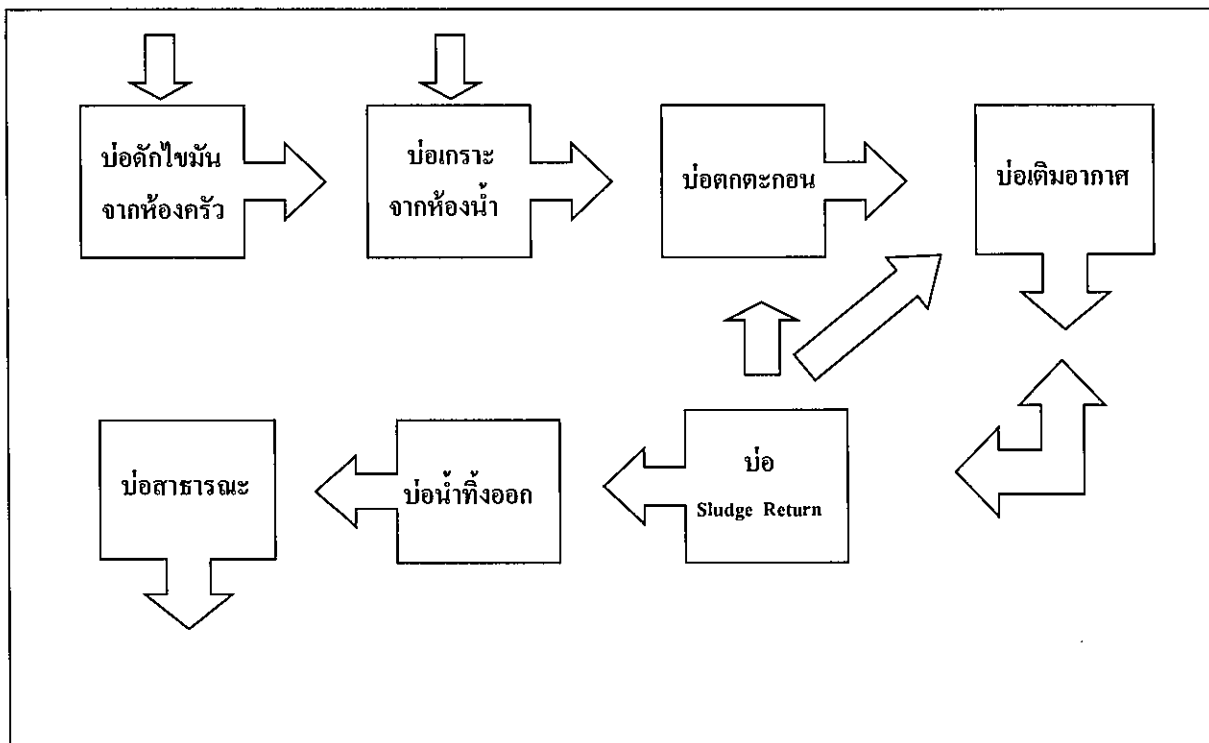 บ่อดักไขมัน
จากห้องครัว
บ่อเกราะ
จากห้องน้ำ
บ่อตกตะกอน
บ่อเติมอากาศ
บ่อสาธารณะ
บ่อน้ำทิ้งออก
บ่อ
Sludge Return